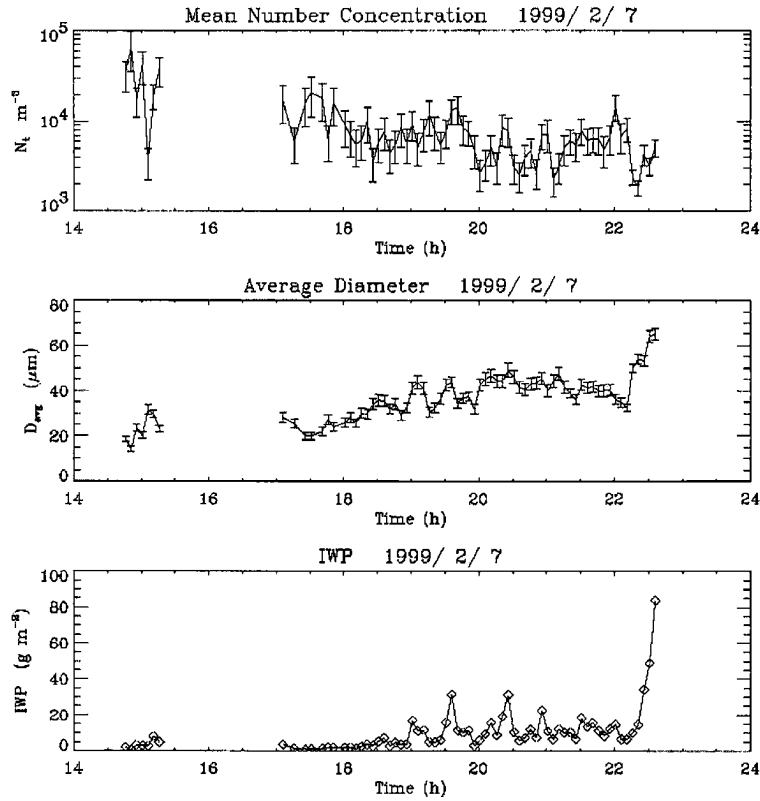 Mean Number Concentration 1999/ 2/ 7
10^5
10^4
10^3
N_t m^-3
14 16 18 20 22 24
Time (h)
Average Diameter 1999/ 2/ 7
80
60
40
20
0
D_avg (μm)
14 16 18 20 22 24
Time (h)
IWP 1999/ 2/ 7
100
80
60
40
20
0
IWP (g m^-2)
14 16 18 20 22 24
Time (h)